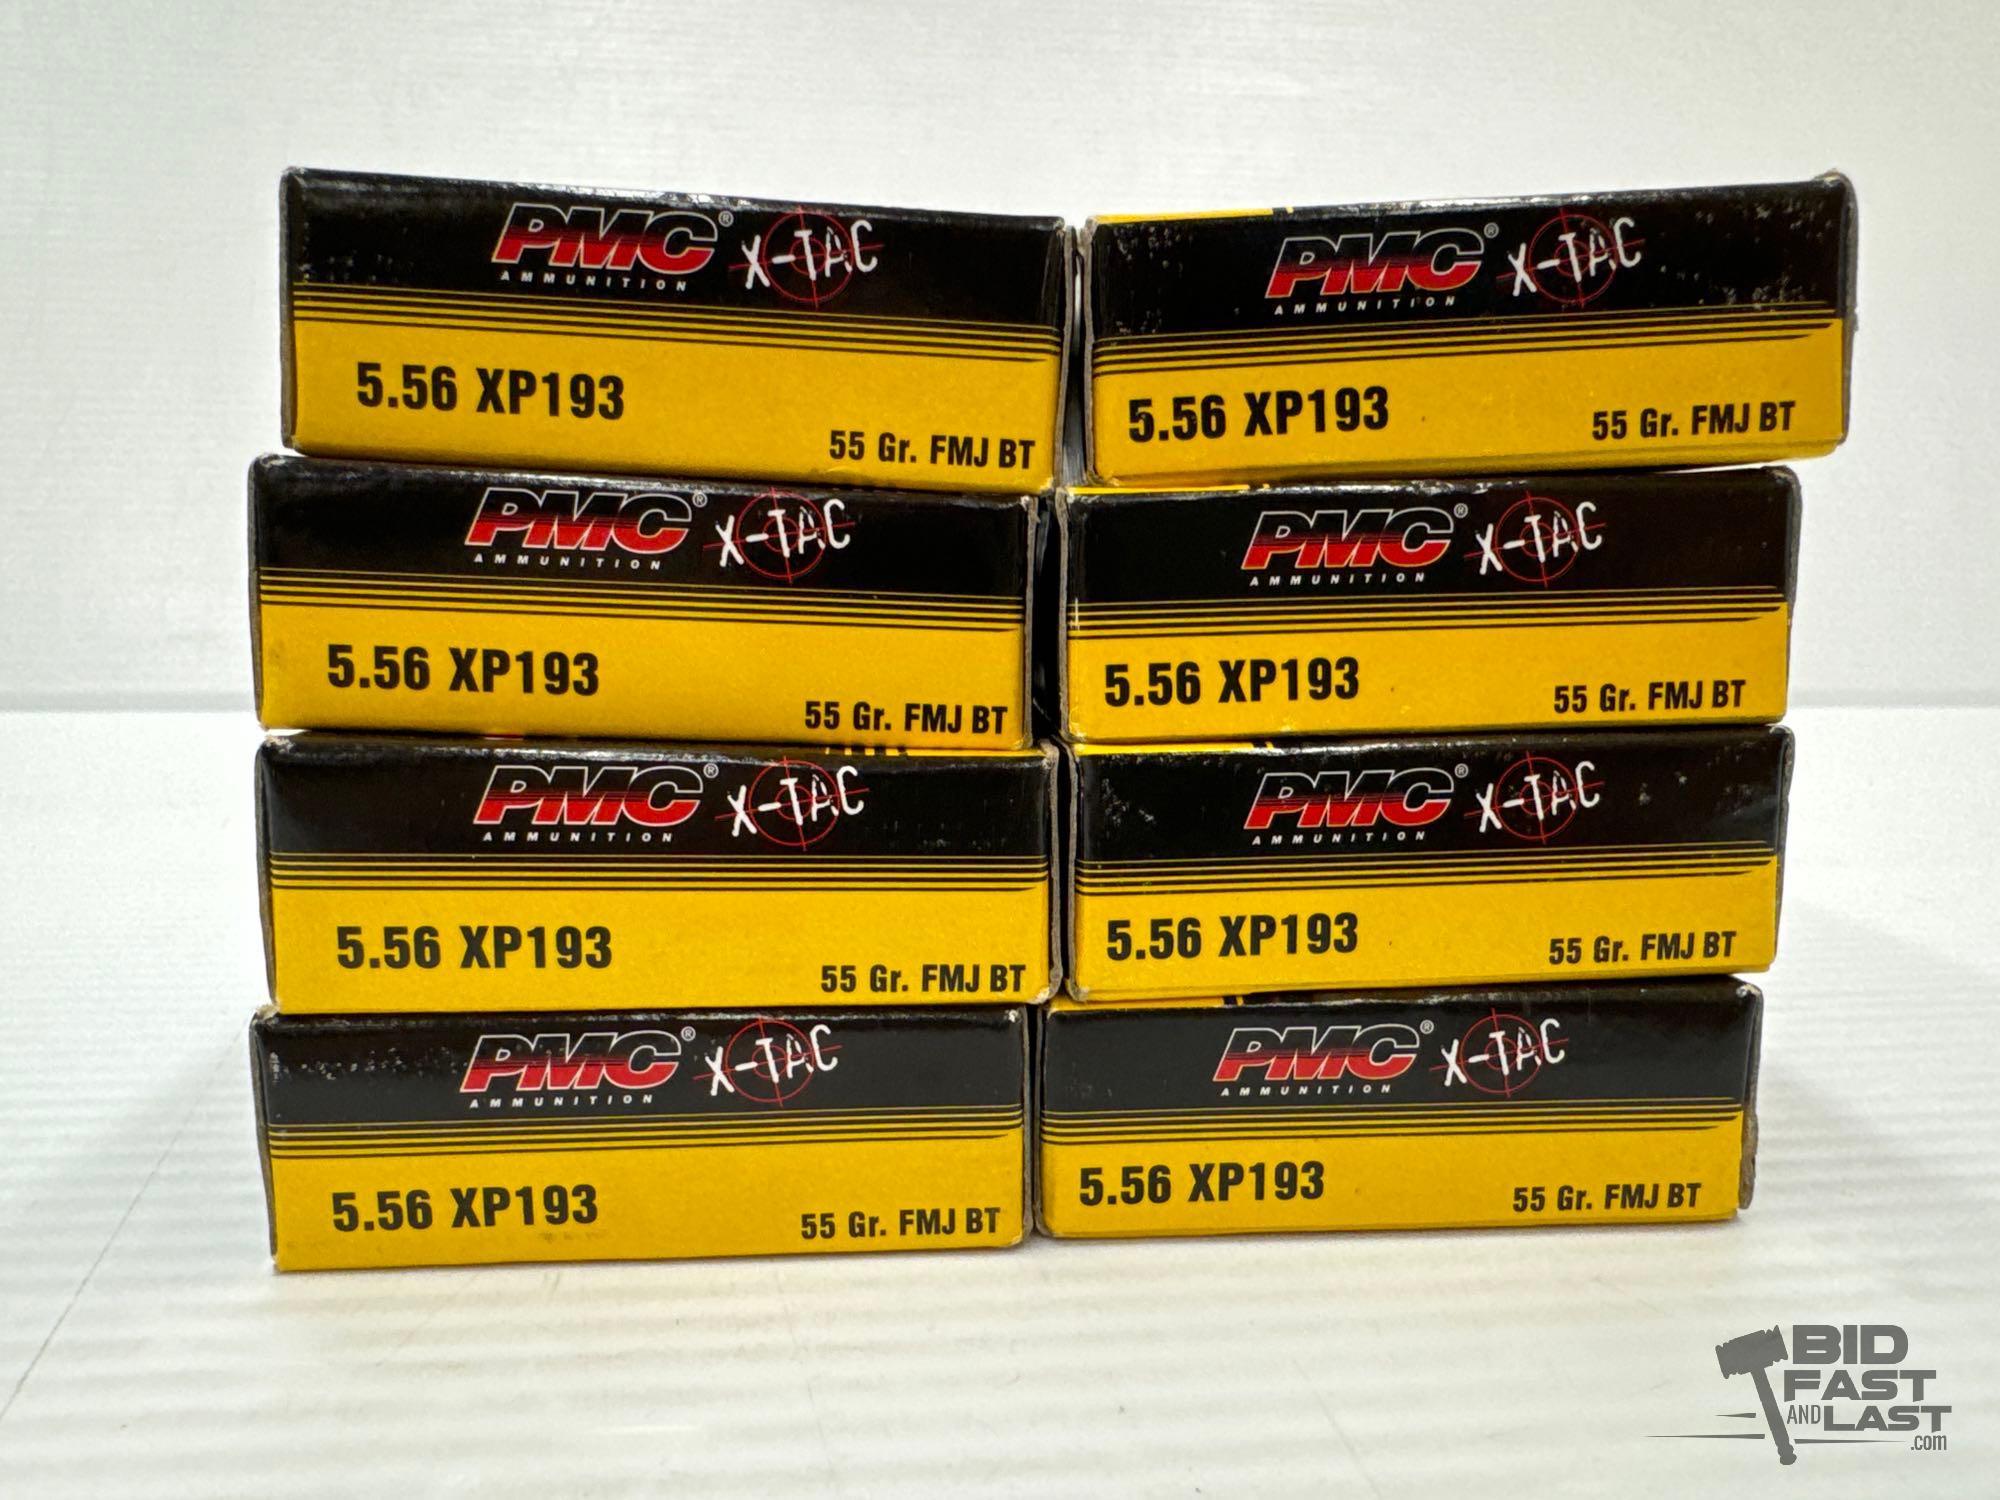 PMC® X-TAC
AMMUNITION
5.56 XP193
55 Gr. FMJ BT
PMC® X-TAC
AMMUNITION
5.56 XP193
55 Gr. FMJ BT
PMC® X-TAC
AMMUNITION
5.56 XP193
55 Gr. FMJ BT
PMC® X-TAC
AMMUNITION
5.56 XP193
55 Gr. FMJ BT
PMC® X-TAC
AMMUNITION
5.56 XP193
55 Gr. FMJ BT
PMC® X-TAC
AMMUNITION
5.56 XP193
55 Gr. FMJ BT
PMC® X-TAC
AMMUNITION
5.56 XP193
55 Gr. FMJ BT
PMC® X-TAC
AMMUNITION
5.56 XP193
55 Gr. FMJ BT
BID
FAST
AND LAST
.com